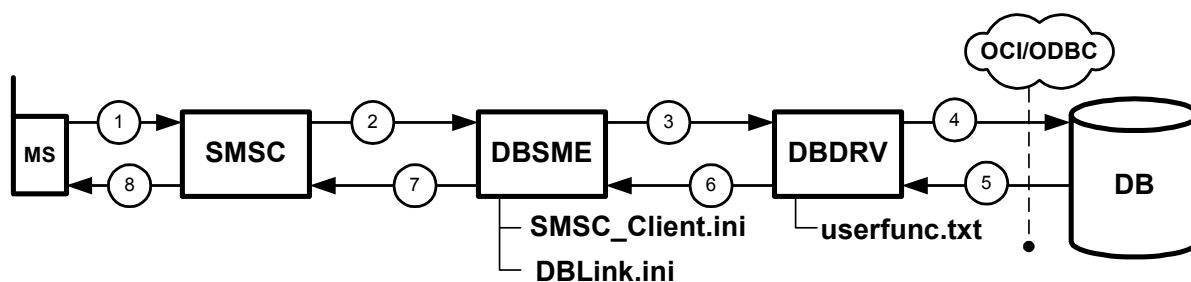 OCI/ODBC
1
2
3
4
MS
SMSC
DBSME
DBDRV
DB
8
7
6
5
SMSC_Client.ini
userfunc.txt
DBLink.ini